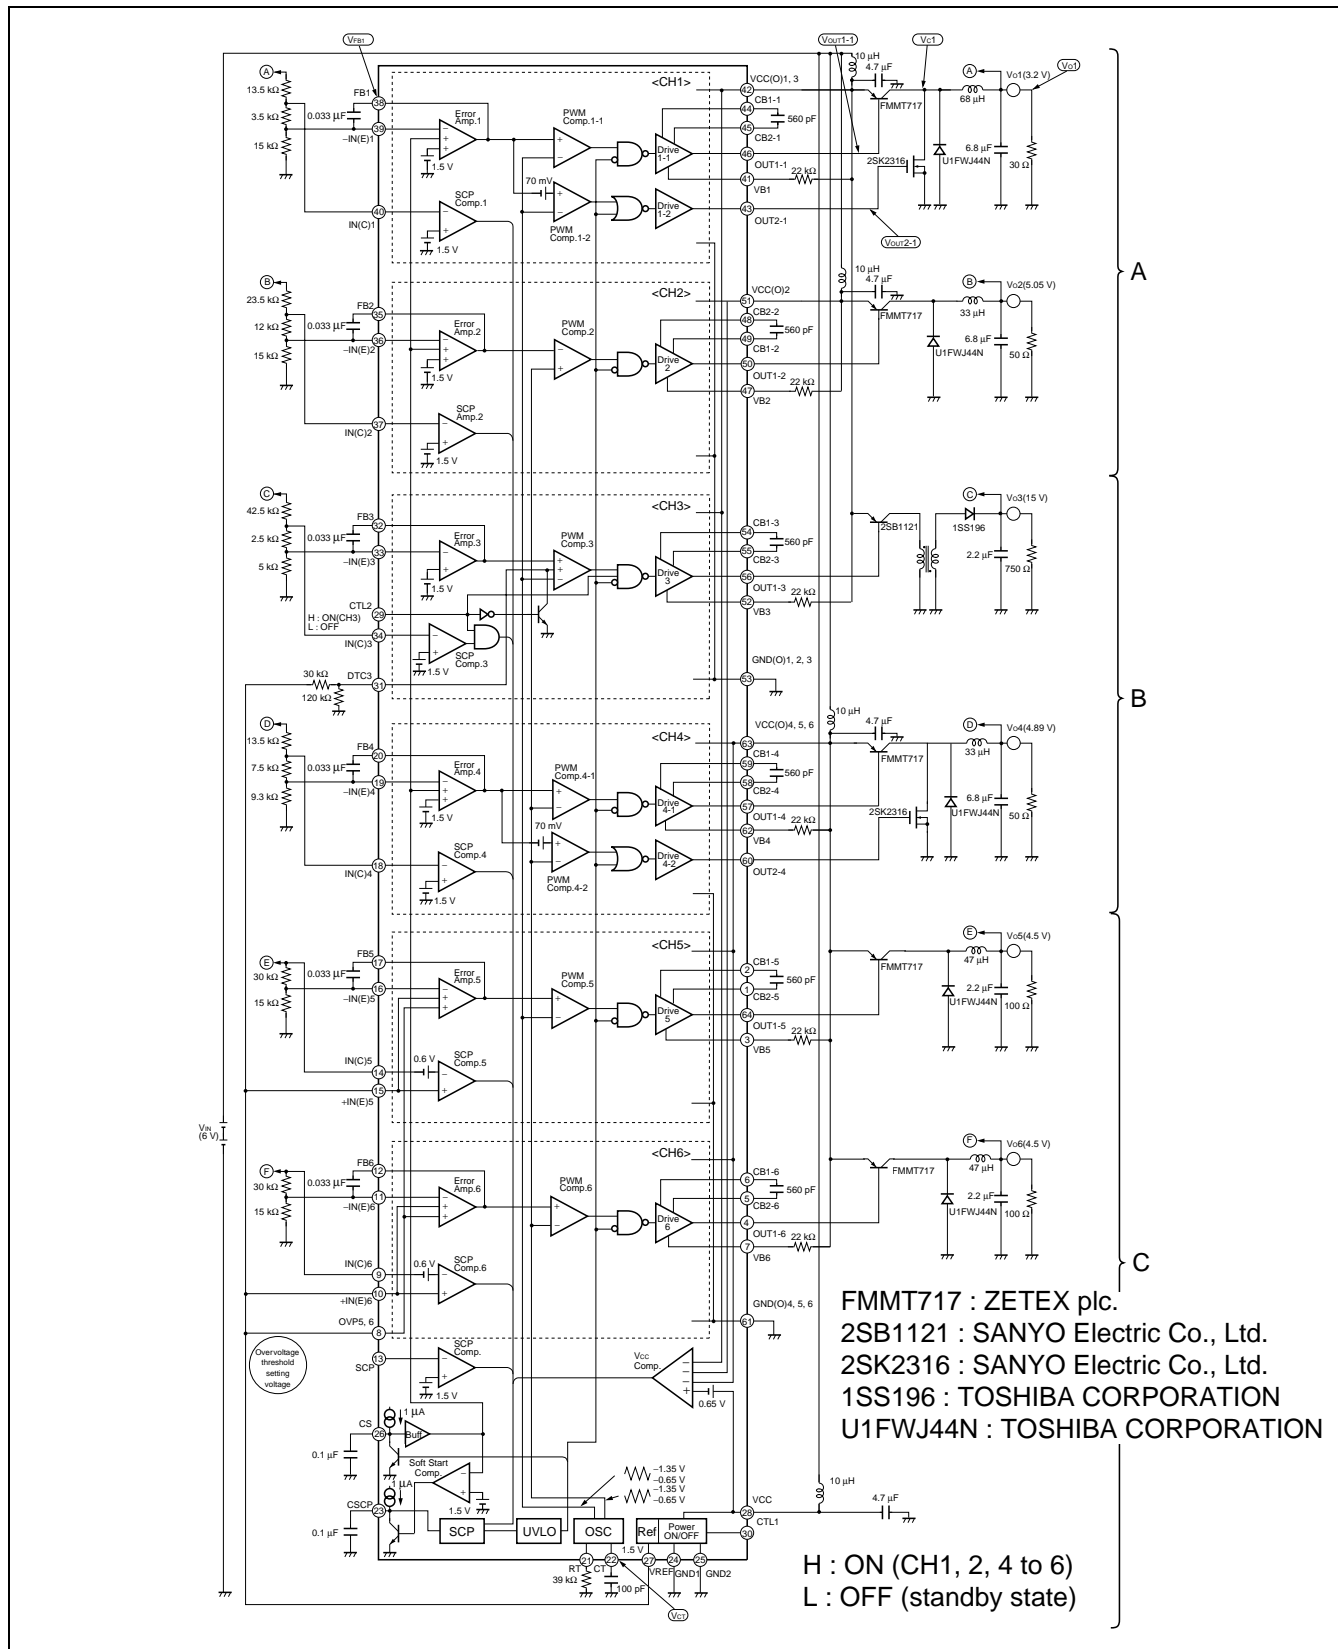 VFB1
VOUT1-1
VC1
10 µH
4.7 µF
A
13.5 kΩ
3.5 kΩ
15 kΩ
0.033 µF
FB1
38
39
−IN(E)1
40
IN(C)1
Error
Amp.1
1.5 V
SCP
Comp.1
1.5 V
<CH1>
PWM
Comp.1-1
70 mV
PWM
Comp.1-2
Drive
1-1
Drive
1-2
VCC(O)1, 3
42
CB1-1
44
560 pF
45
CB2-1
46
OUT1-1
22 kΩ
41
VB1
43
OUT2-1
VOUT2-1
FMMT717
2SK2316
U1FWJ44N
A
68 µH
Vo1(3.2 V)
Vo1
6.8 µF
30 Ω
A
B
23.5 kΩ
12 kΩ
15 kΩ
0.033 µF
FB2
35
36
−IN(E)2
37
IN(C)2
Error
Amp.2
1.5 V
SCP
Amp.2
1.5 V
<CH2>
PWM
Comp.2
Drive
2
VCC(O)2
51
CB2-2
48
560 pF
49
CB1-2
50
OUT1-2
22 kΩ
47
VB2
10 µH
4.7 µF
FMMT717
U1FWJ44N
B
33 µH
Vo2(5.05 V)
6.8 µF
50 Ω
C
42.5 kΩ
2.5 kΩ
5 kΩ
0.033 µF
FB3
32
33
−IN(E)3
CTL2
29
H : ON(CH3)
L : OFF
34
IN(C)3
30 kΩ
DTC3
31
120 kΩ
Error
Amp.3
1.5 V
SCP
Comp.3
1.5 V
<CH3>
PWM
Comp.3
Drive
3
54
CB1-3
560 pF
55
CB2-3
56
OUT1-3
22 kΩ
52
VB3
GND(O)1, 2, 3
53
2SB1121
C
1SS196
Vo3(15 V)
2.2 µF
750 Ω
B
D
13.5 kΩ
7.5 kΩ
9.3 kΩ
0.033 µF
FB4
20
19
−IN(E)4
18
IN(C)4
Error
Amp.4
1.5 V
SCP
Comp.4
1.5 V
<CH4>
PWM
Comp.4-1
70 mV
PWM
Comp.4-2
Drive
4-1
Drive
4-2
VCC(O)4, 5, 6
63
CB1-4
59
560 pF
58
CB2-4
57
OUT1-4
22 kΩ
62
VB4
60
OUT2-4
10 µH
4.7 µF
FMMT717
2SK2316
U1FWJ44N
D
33 µH
Vo4(4.89 V)
6.8 µF
50 Ω
E
30 kΩ
15 kΩ
0.033 µF
FB5
17
16
−IN(E)5
IN(C)5
14
15
+IN(E)5
0.6 V
Error
Amp.5
SCP
Comp.5
<CH5>
PWM
Comp.5
Drive
5
2
CB1-5
560 pF
1
CB2-5
64
OUT1-5
22 kΩ
3
VB5
FMMT717
U1FWJ44N
E
47 µH
Vo5(4.5 V)
2.2 µF
100 Ω
VIN
(6 V)
F
30 kΩ
15 kΩ
0.033 µF
FB6
12
11
−IN(E)6
IN(C)6
9
10
+IN(E)6
OVP5, 6
8
0.6 V
Error
Amp.6
SCP
Comp.6
<CH6>
PWM
Comp.6
Drive
6
CB1-6
6
560 pF
5
CB2-6
4
OUT1-6
22 kΩ
7
VB6
GND(O)4, 5, 6
61
FMMT717
U1FWJ44N
F
47 µH
Vo6(4.5 V)
2.2 µF
100 Ω
C
FMMT717 : ZETEX plc.
2SB1121 : SANYO Electric Co., Ltd.
2SK2316 : SANYO Electric Co., Ltd.
1SS196 : TOSHIBA CORPORATION
U1FWJ44N : TOSHIBA CORPORATION
Overvoltage
threshold
setting
voltage
13
SCP
SCP
Comp.
1.5 V
Vcc
Comp.
0.65 V
1 µA
CS
26
Buff
0.1 µF
Soft Start
Comp.
1.5 V
1 µA
CSCP
23
0.1 µF
SCP
UVLO
OSC
Ref
Power
ON/OFF
−1.35 V
−0.65 V
−1.35 V
−0.65 V
1.5 V
VCC
28
CTL1
30
10 µH
4.7 µF
21
22
27
24
25
RT
CT
VREF
GND1
GND2
39 kΩ
100 pF
VCT
H : ON (CH1, 2, 4 to 6)
L : OFF (standby state)